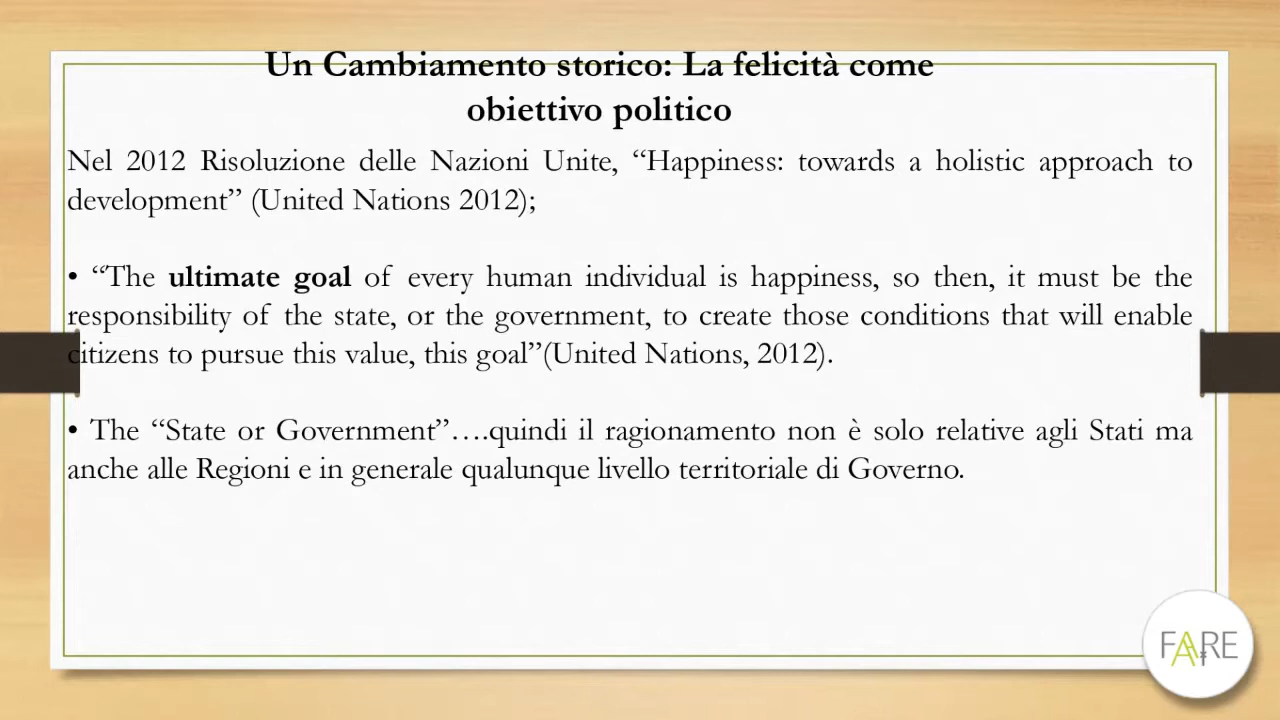 Un Cambiamento storico: La felicità come
obiettivo politico
Nel 2012 Risoluzione delle Nazioni Unite, “Happiness: towards a holistic approach to
development” (United Nations 2012);
• “The ultimate goal of every human individual is happiness, so then, it must be the
responsibility of the state, or the government, to create those conditions that will enable
citizens to pursue this value, this goal”(United Nations, 2012).
• The “State or Government”….quindi il ragionamento non è solo relative agli Stati ma
anche alle Regioni e in generale qualunque livello territoriale di Governo.
FARE